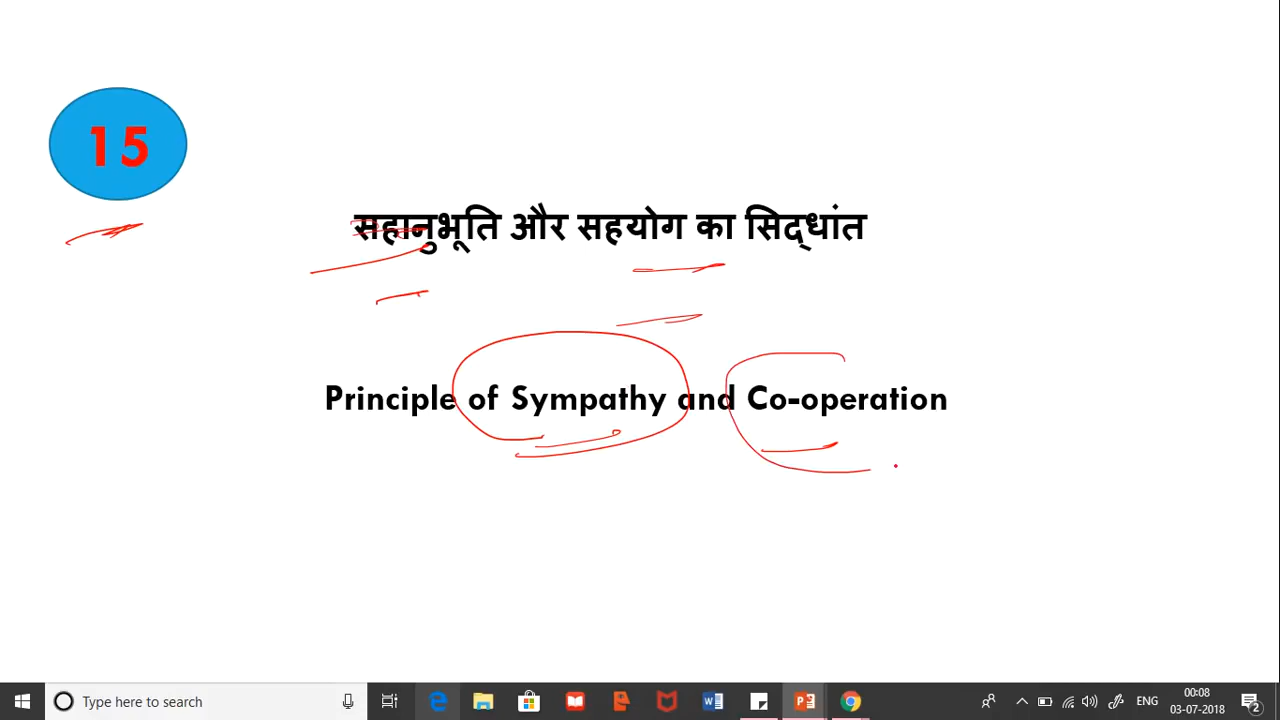 15
सहानुभूति और सहयोग का सिद्धांत
Principle of Sympathy and Co-operation
Type here to search
ENG
00:08
03-07-2018
2